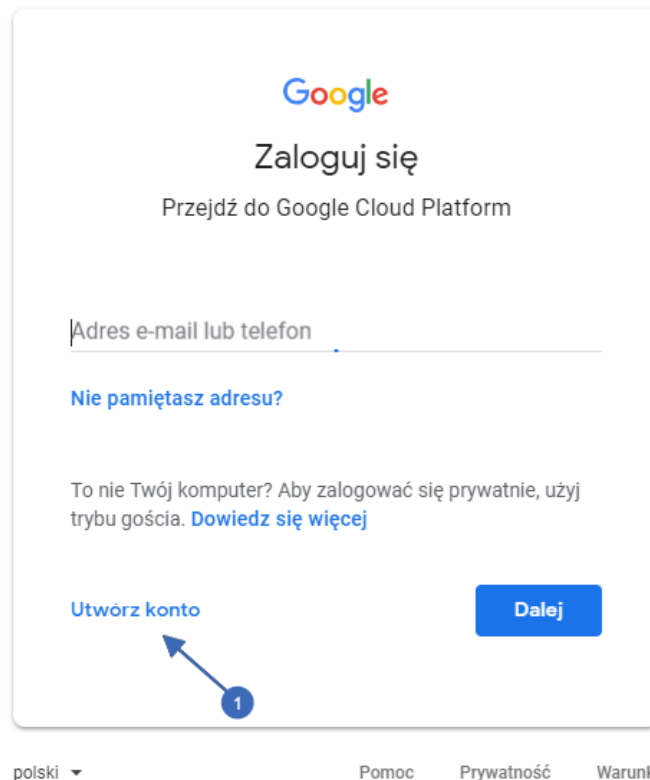 Google
Zaloguj się
Przejdź do Google Cloud Platform
Adres e-mail lub telefon
Nie pamiętasz adresu?
To nie Twój komputer? Aby zalogować się prywatnie, użyj
trybu gościa. Dowiedz się więcej
Utwórz konto Dalej
1
polski Pomoc Prywatność Warunk